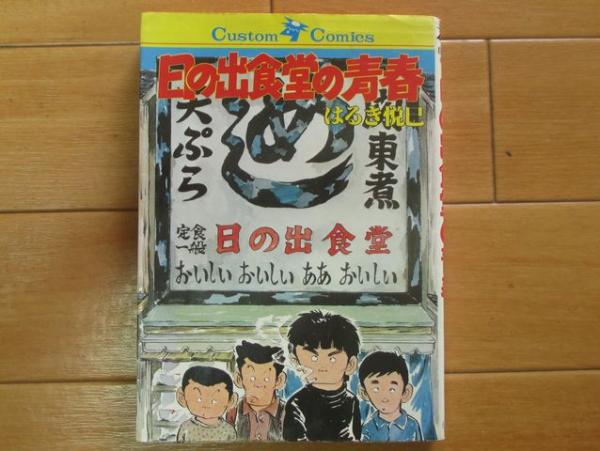 Custom Comics
日の出食堂の青春
はるき悦巳
天ぷら
めし
関東煮
定食
一般
日の出食堂
おいしい おいしい ああ おいしい